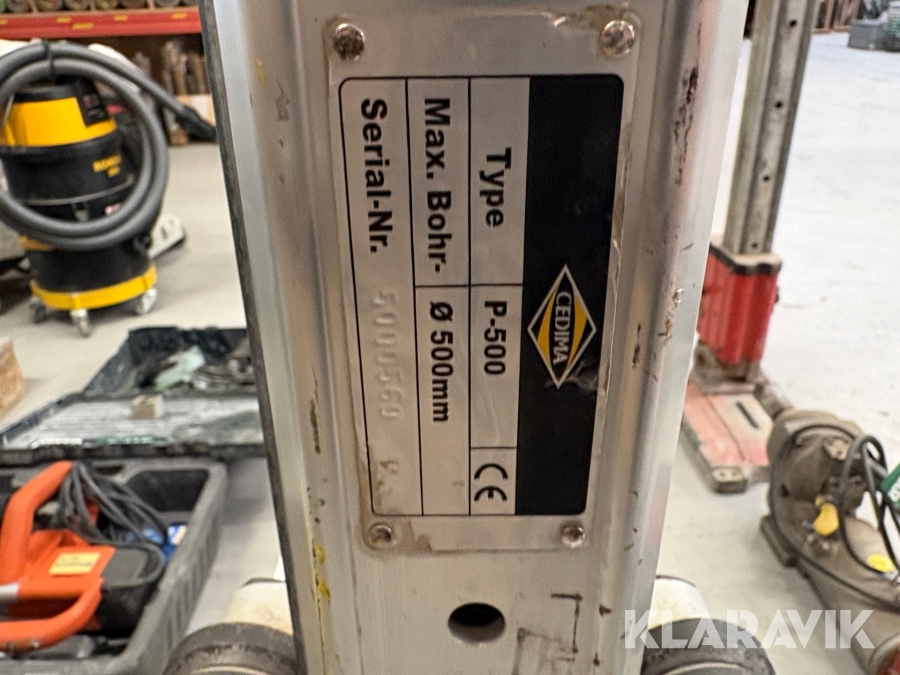 CEDIMA
Type P-500 CE
Max. Bohr- Ø 500mm
Serial-Nr.
KLARAVIK